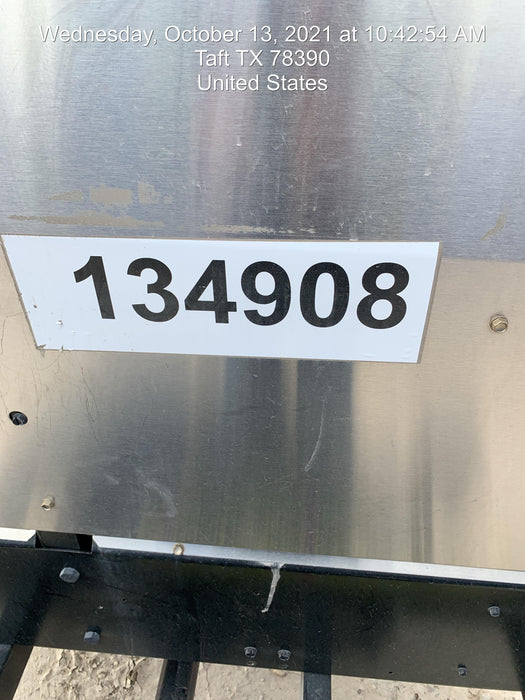 Wednesday, October 13, 2021 at 10:42:54 AM
Taft TX 78390
United States
134908